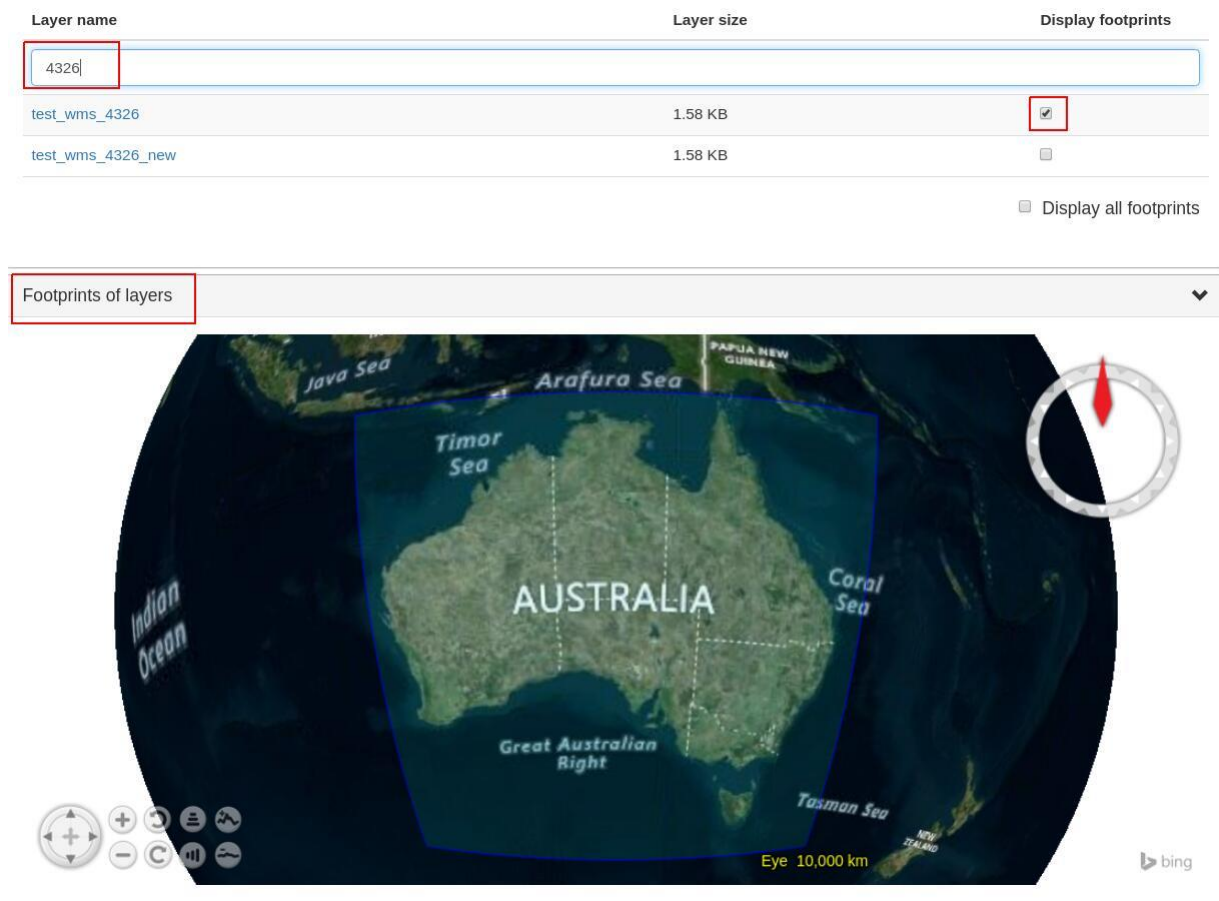 Layer name Layer size Display footprints
4326
test_wms_4326 1.58 KB
test_wms_4326_new 1.58 KB
Display all footprints
Footprints of layers
PAPUA NEW
GUINEA
Java Sea
Arafura Sea
Timor
Sea
AUSTRALIA
Coral
Sea
Indian
Ocean
Great Australian
Bight
Tasman Sea
NEW
ZEALAND
Eye 10,000 km
bing